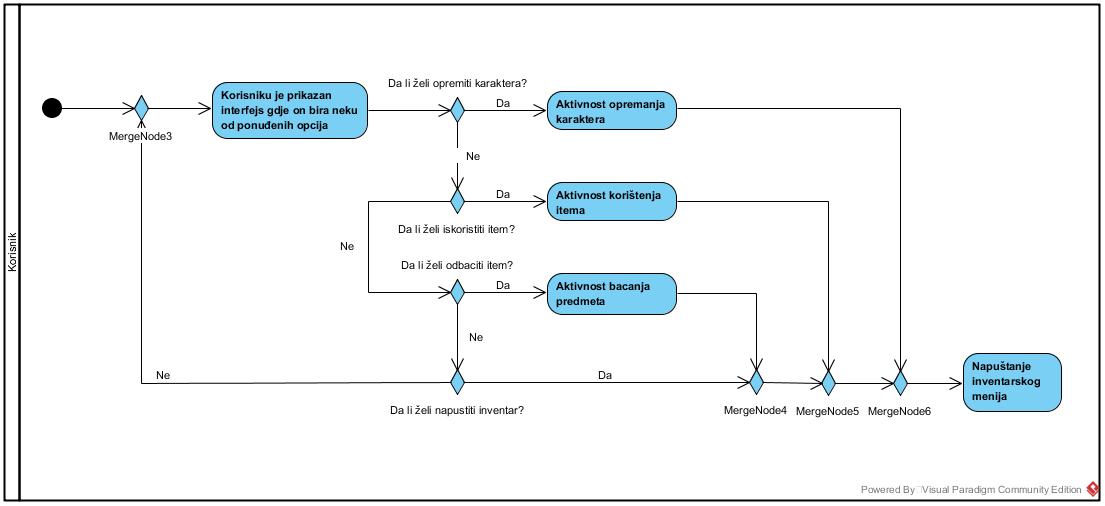 Korisnik
MergeNode3
Korisniku je prikazan
interfejs gdje on bira neku
od ponuđenih opcija
Da li želi opremiti karaktera?
Da
Aktivnost opremanja
karaktera
Ne
Da
Aktivnost korištenja
itema
Da li želi iskoristiti item?
Ne
Da li želi odbaciti item?
Da
Aktivnost bacanja
predmeta
Ne
Ne
Da
Da li želi napustiti inventar?
MergeNode4
MergeNode5
MergeNode6
Napuštanje
inventarskog
menija
Powered By Visual Paradigm Community Edition